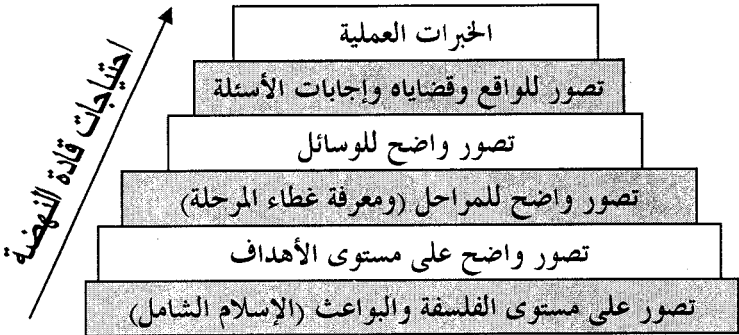 الخبرات العملية
تصور للواقع وقضاياه وإجابات الأسئلة
تصور واضح للوسائل
تصور واضح للمراحل (ومعرفة غطاء المرحلة)
تصور واضح على مستوى الأهداف
تصور على مستوى الفلسفة والبواعث (الإسلام الشامل)
احتياجات قادة النهضة